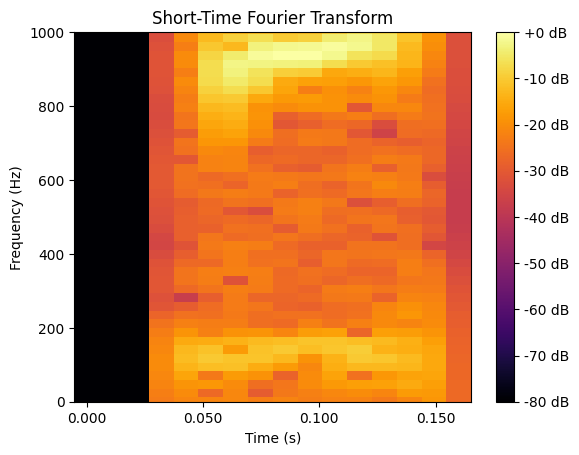 Short-Time Fourier Transform
1000
800
600
400
200
0
Frequency (Hz)
0.000
0.050
0.100
0.150
Time (s)
+0 dB
-10 dB
-20 dB
-30 dB
-40 dB
-50 dB
-60 dB
-70 dB
-80 dB